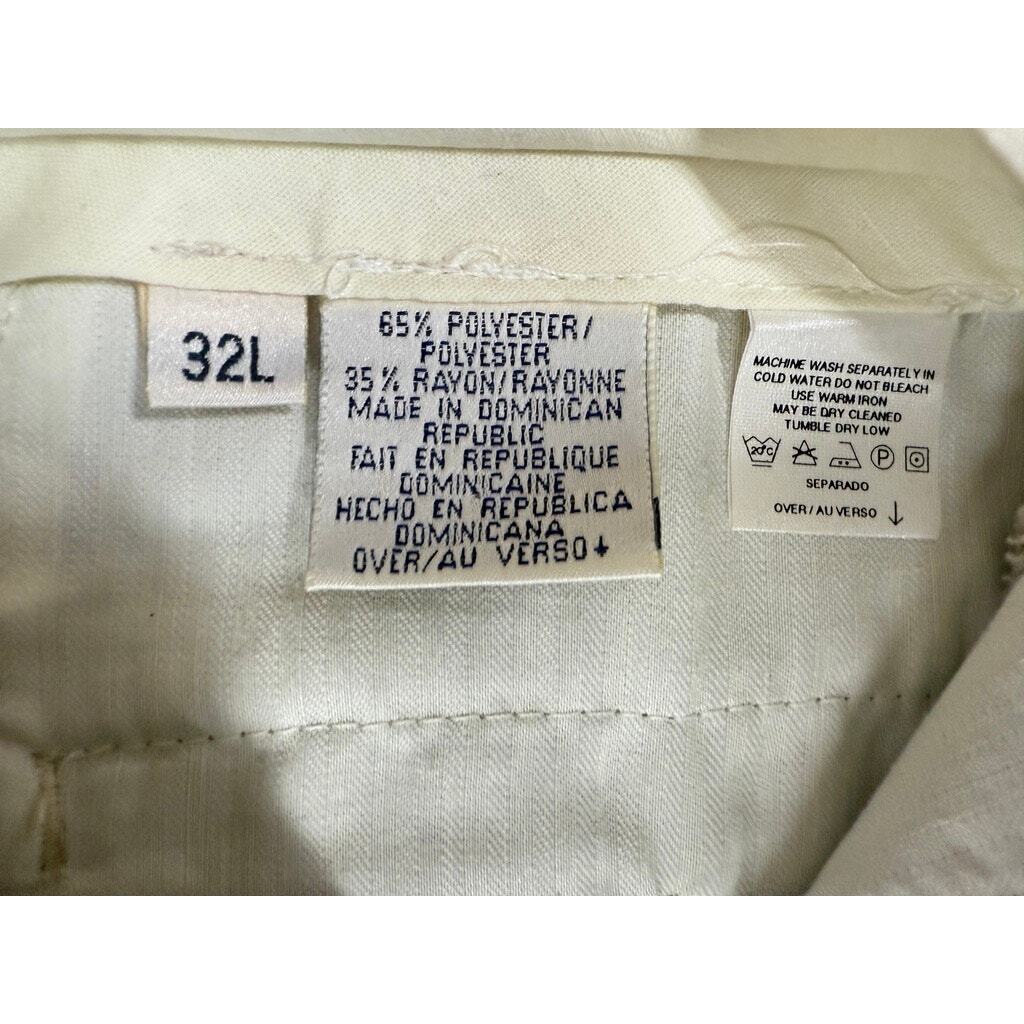 32L
65% POLYESTER/
POLYESTER
35% RAYON/RAYONNE
MADE IN DOMINICAN
REPUBLIC
FAIT EN REPUBLIQUE
DOMINICAINE
HECHO EN REPUBLICA
DOMINICANA
OVER/AU VERSO↓
MACHINE WASH SEPARATELY IN
COLD WATER DO NOT BLEACH
USE WARM IRON
MAY BE DRY CLEANED
TUMBLE DRY LOW
20°C P
SEPARADO
OVER / AU VERSO ↓